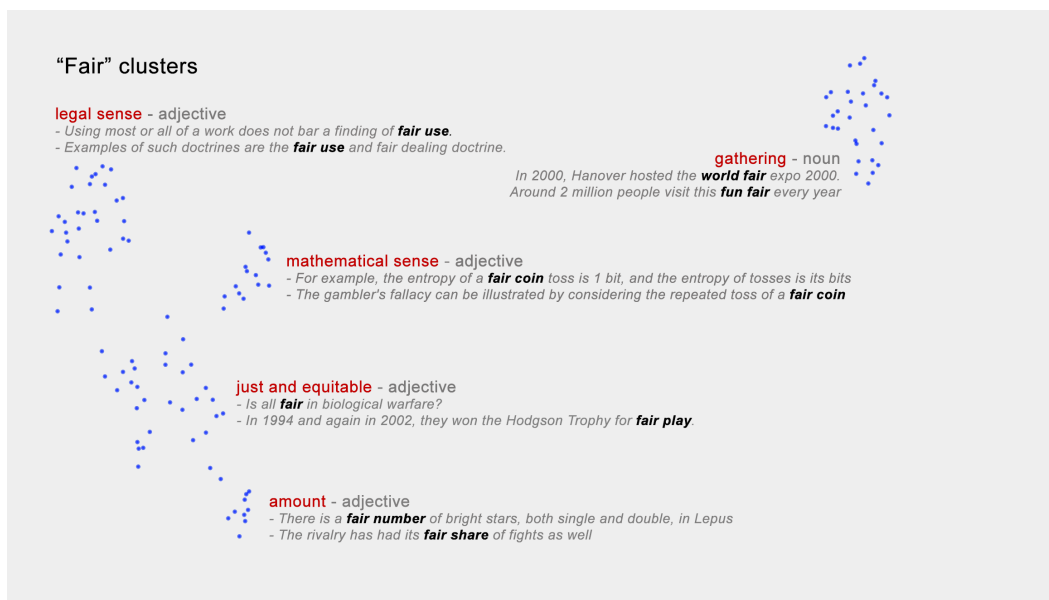 “Fair” clusters
legal sense - adjective
- Using most or all of a work does not bar a finding of fair use.
- Examples of such doctrines are the fair use and fair dealing doctrine.
gathering - noun
In 2000, Hanover hosted the world fair expo 2000.
Around 2 million people visit this fun fair every year
mathematical sense - adjective
- For example, the entropy of a fair coin toss is 1 bit, and the entropy of tosses is its bits
- The gambler's fallacy can be illustrated by considering the repeated toss of a fair coin
just and equitable - adjective
- Is all fair in biological warfare?
- In 1994 and again in 2002, they won the Hodgson Trophy for fair play.
amount - adjective
- There is a fair number of bright stars, both single and double, in Lepus
- The rivalry has had its fair share of fights as well